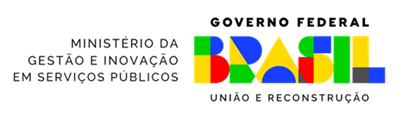 MINISTÉRIO DA
GESTÃO E INOVAÇÃO
EM SERVIÇOS PÚBLICOS
GOVERNO FEDERAL
BRASIL
UNIÃO E RECONSTRUÇÃO